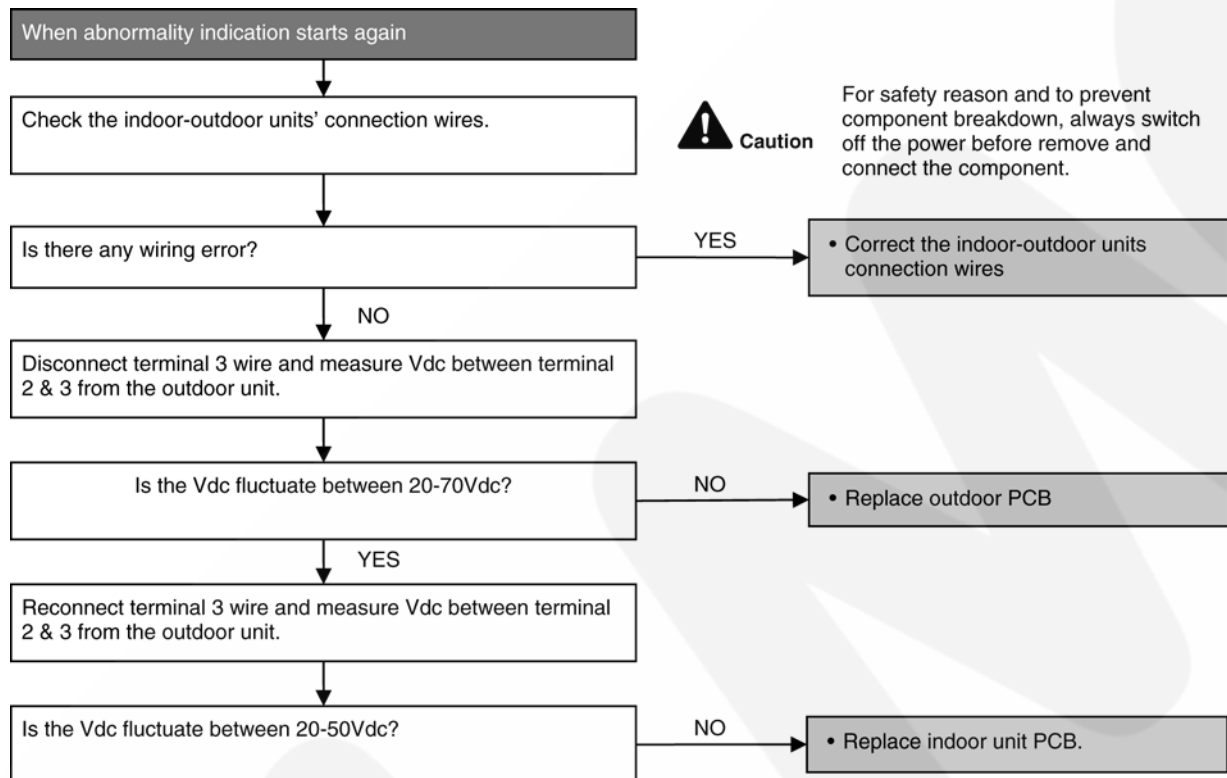 When abnormality indication starts again
Check the indoor-outdoor units' connection wires.
Caution
For safety reason and to prevent
component breakdown, always switch
off the power before remove and
connect the component.
Is there any wiring error?
YES
• Correct the indoor-outdoor units
connection wires
NO
Disconnect terminal 3 wire and measure Vdc between terminal
2 & 3 from the outdoor unit.
Is the Vdc fluctuate between 20-70Vdc?
NO
• Replace outdoor PCB
YES
Reconnect terminal 3 wire and measure Vdc between terminal
2 & 3 from the outdoor unit.
Is the Vdc fluctuate between 20-50Vdc?
NO
• Replace indoor unit PCB.